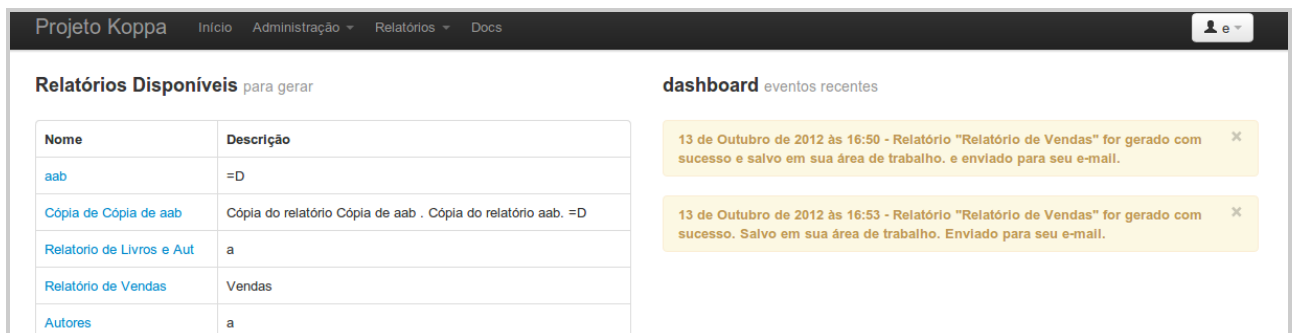 Projeto Koppa Início Administração Relatórios Docs e
Relatórios Disponíveis para gerar
Nome Descrição
aab =D
Cópia de Cópia de aab Cópia do relatório Cópia de aab . Cópia do relatório aab. =D
Relatorio de Livros e Aut a
Relatório de Vendas Vendas
Autores a
dashboard eventos recentes
13 de Outubro de 2012 às 16:50 - Relatório "Relatório de Vendas" for gerado com ×
sucesso e salvo em sua área de trabalho. e enviado para seu e-mail.
13 de Outubro de 2012 às 16:53 - Relatório "Relatório de Vendas" for gerado com ×
sucesso. Salvo em sua área de trabalho. Enviado para seu e-mail.